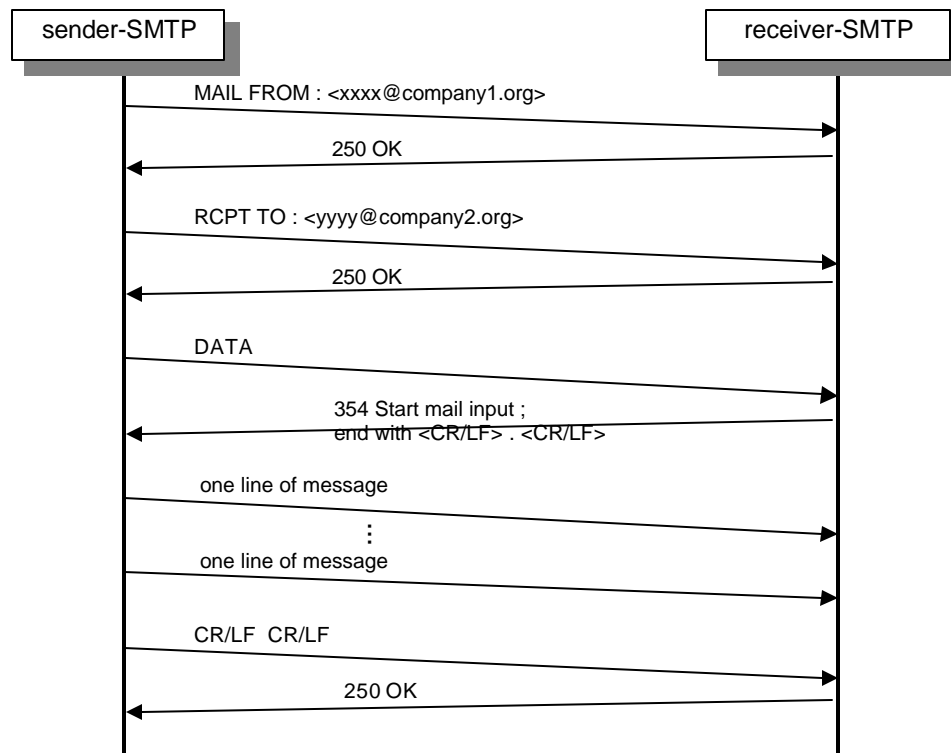 sender-SMTP
receiver-SMTP
MAIL FROM : <xxxx@company1.org>
250 OK
RCPT TO : <yyyy@company2.org>
250 OK
DATA
354 Start mail input ;
end with <CR/LF> . <CR/LF>
one line of message
⋮
one line of message
CR/LF CR/LF
250 OK